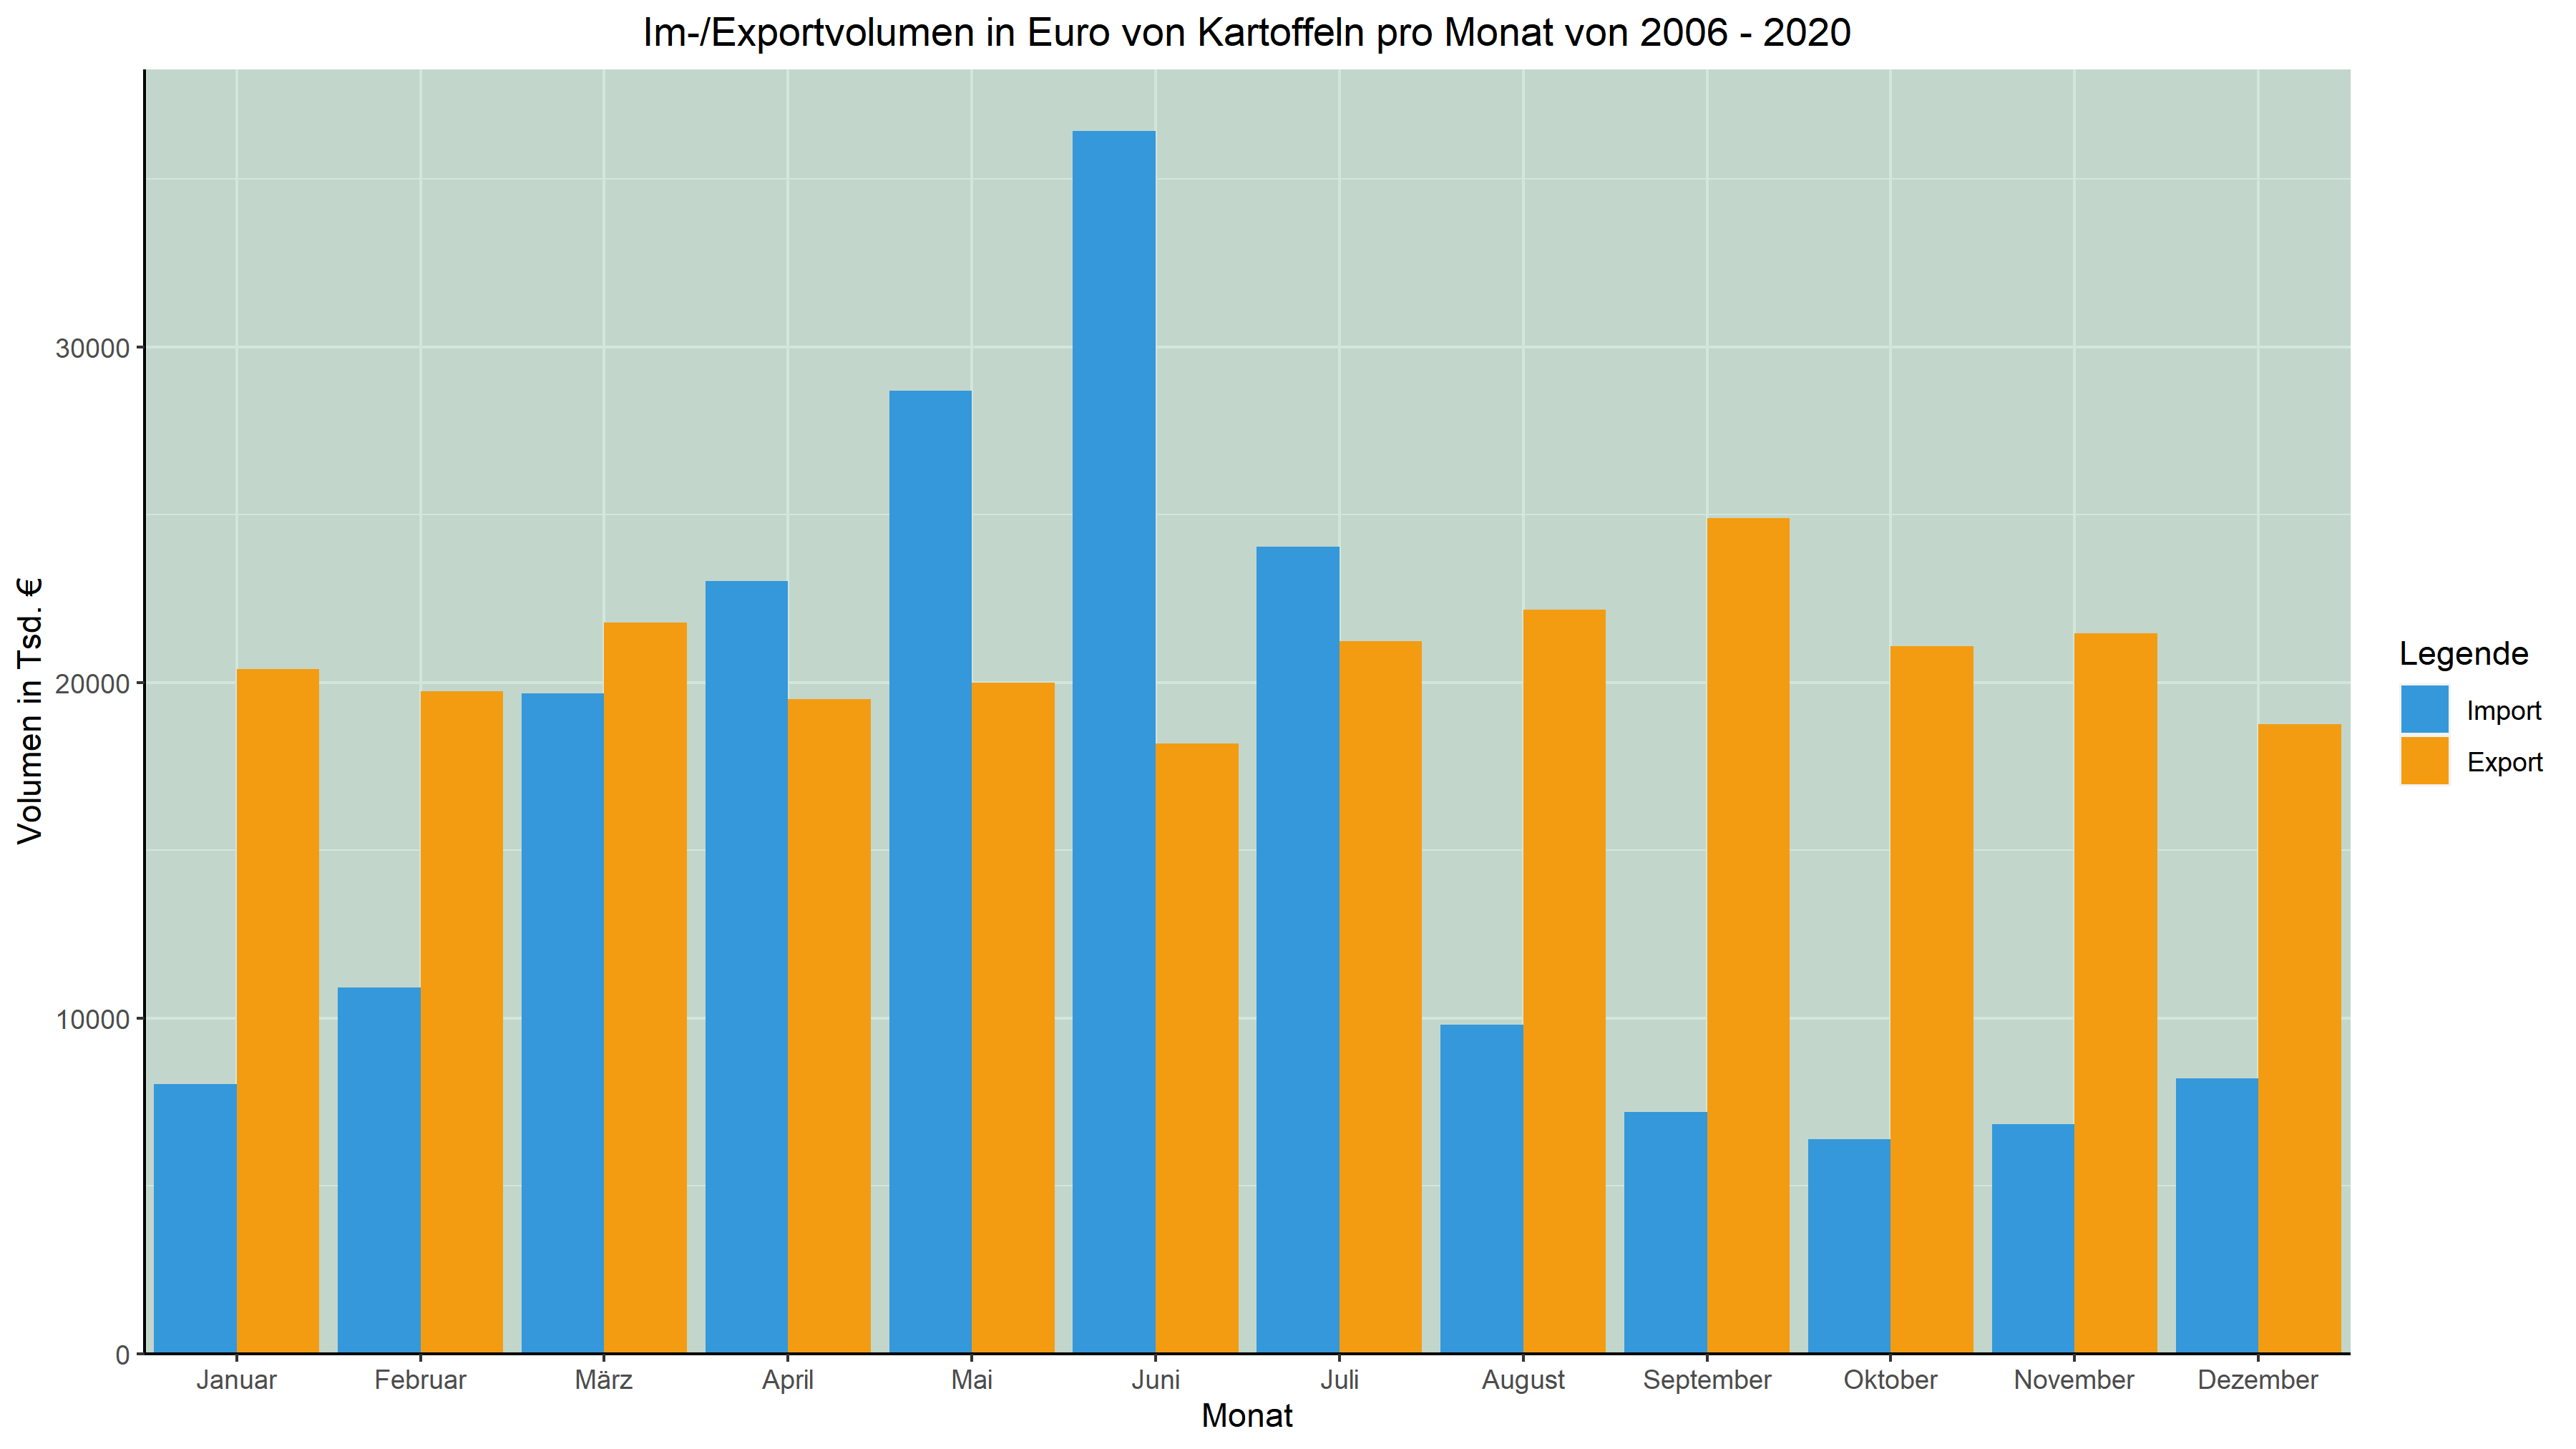 Im-/Exportvolumen in Euro von Kartoffeln pro Monat von 2006 - 2020
Volumen in Tsd. €
30000
20000
10000
0
Januar Februar März April Mai Juni Juli August September Oktober November Dezember
Monat
Legende
Import
Export